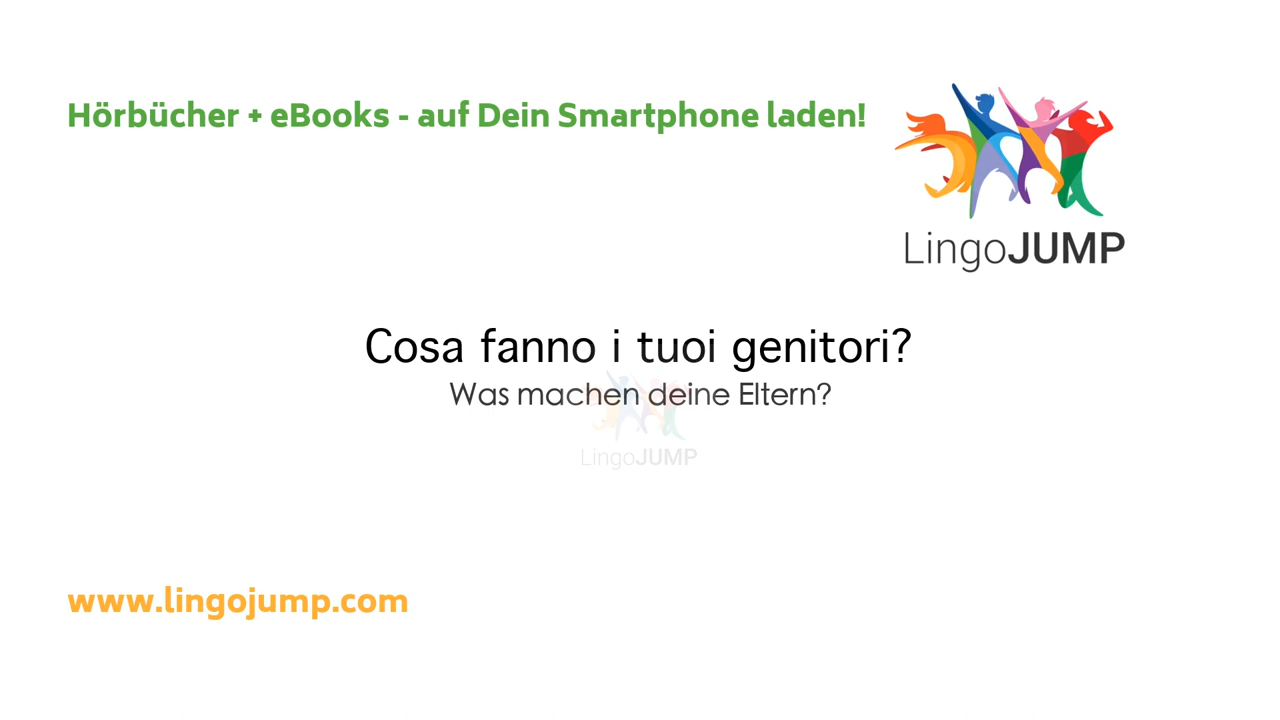 Hörbücher + eBooks - auf Dein Smartphone laden!
LingoJUMP
Cosa fanno i tuoi genitori?
Was machen deine Eltern?
LingoJUMP
www.lingojump.com